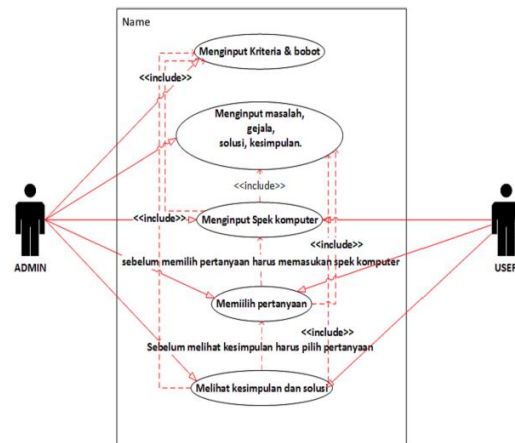 Name
Menginput Kriteria & bobot
<<include>>
Menginput masalah,
gejala,
solusi, kesimpulan.
<<include>>
<<include>>
Menginput Spek komputer
ADMIN
USER
<<include>>
sebelum memilih pertanyaan harus memasukan spek komputer
Memiilih pertanyaan
<<include>>
Sebelum melihat kesimpulan harus pilih pertanyaan
Melihat kesimpulan dan solusi